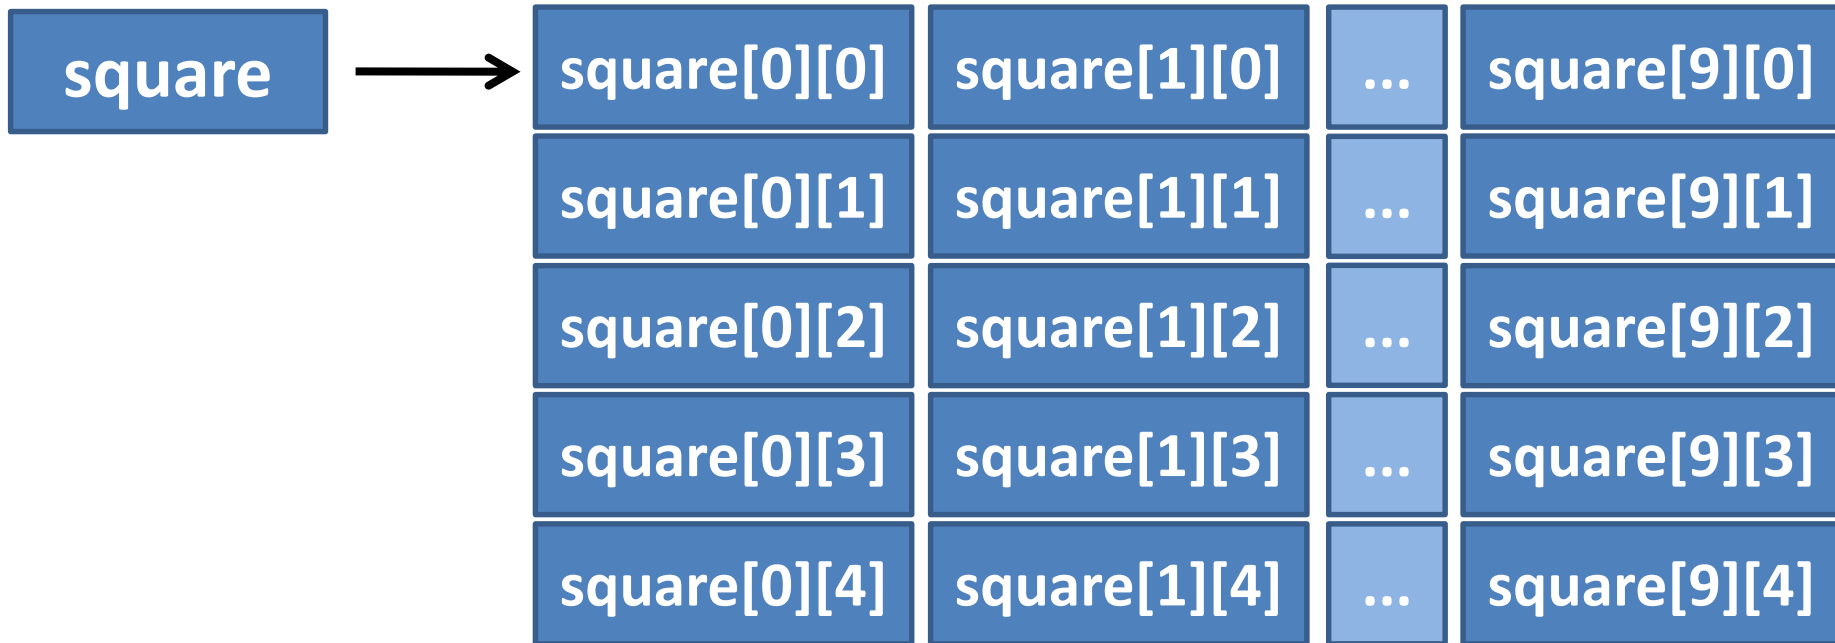 square
square[0][0] square[1][0] ... square[9][0]
square[0][1] square[1][1] ... square[9][1]
square[0][2] square[1][2] ... square[9][2]
square[0][3] square[1][3] ... square[9][3]
square[0][4] square[1][4] ... square[9][4]